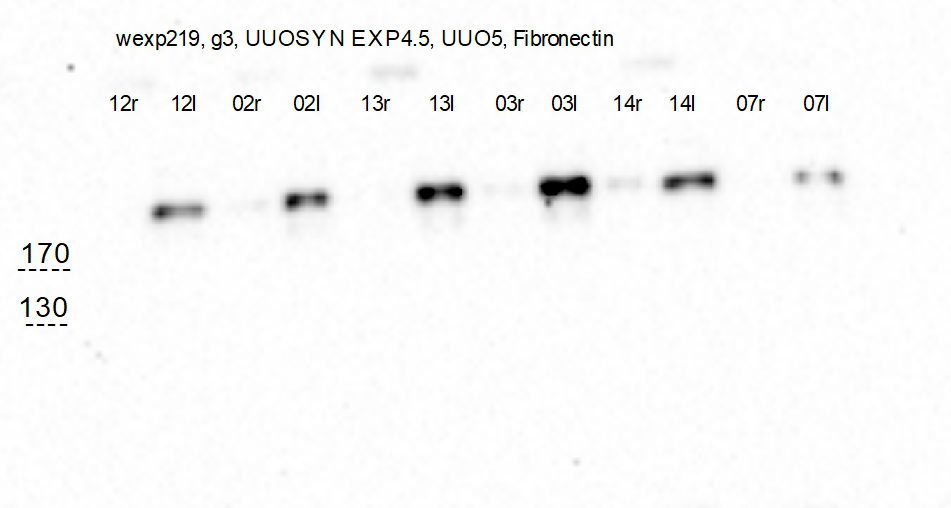 wexp219, g3, UUOSYN EXP4.5, UUO5, Fibronectin
12r 12l 02r 02l 13r 13l 03r 03l 14r 14l 07r 07l
170
130